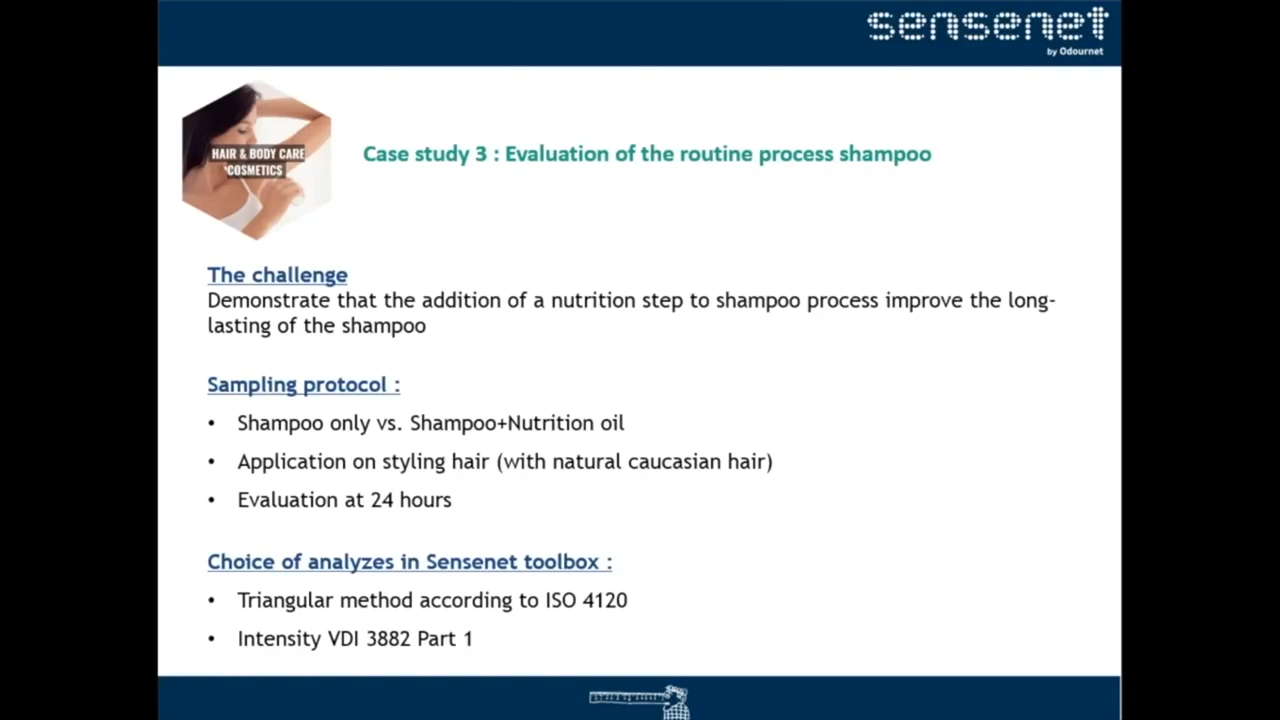 sensenet
by Odournet
HAIR & BODY CARE
COSMETICS
Case study 3 : Evaluation of the routine process shampoo
The challenge
Demonstrate that the addition of a nutrition step to shampoo process improve the long-
lasting of the shampoo
Sampling protocol :
• Shampoo only vs. Shampoo+Nutrition oil
• Application on styling hair (with natural caucasian hair)
• Evaluation at 24 hours
Choice of analyzes in Sensenet toolbox :
• Triangular method according to ISO 4120
• Intensity VDI 3882 Part 1